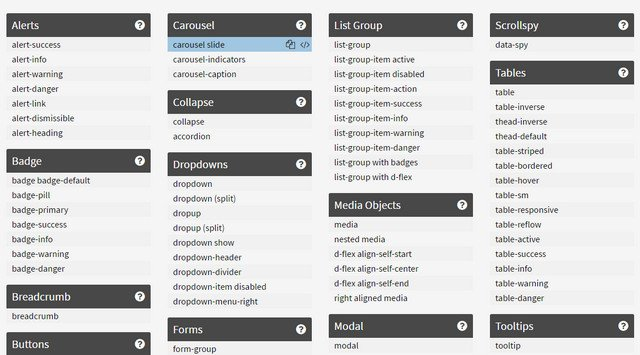 Alerts
alert-success
alert-info
alert-warning
alert-danger
alert-link
alert-dismissible
alert-heading
Badge
badge badge-default
badge-pill
badge-primary
badge-success
badge-info
badge-warning
badge-danger
Breadcrumb
breadcrumb
Buttons
Carousel
carousel slide
carousel-indicators
carousel-caption
Collapse
collapse
accordion
Dropdowns
dropdown
dropdown (split)
dropup
dropup (split)
dropdown show
dropdown-header
dropdown-divider
dropdown-item disabled
dropdown-menu-right
Forms
form-group
List Group
list-group
list-group-item active
list-group-item disabled
list-group-item-action
list-group-item-success
list-group-item-info
list-group-item-warning
list-group-item-danger
list-group with badges
list-group with d-flex
Media Objects
media
nested media
d-flex align-self-start
d-flex align-self-center
d-flex align-self-end
right aligned media
Modal
modal
Scrollspy
data-spy
Tables
table
table-inverse
thead-inverse
thead-default
table-striped
table-bordered
table-hover
table-sm
table-responsive
table-reflow
table-active
table-success
table-info
table-warning
table-danger
Tooltips
tooltip